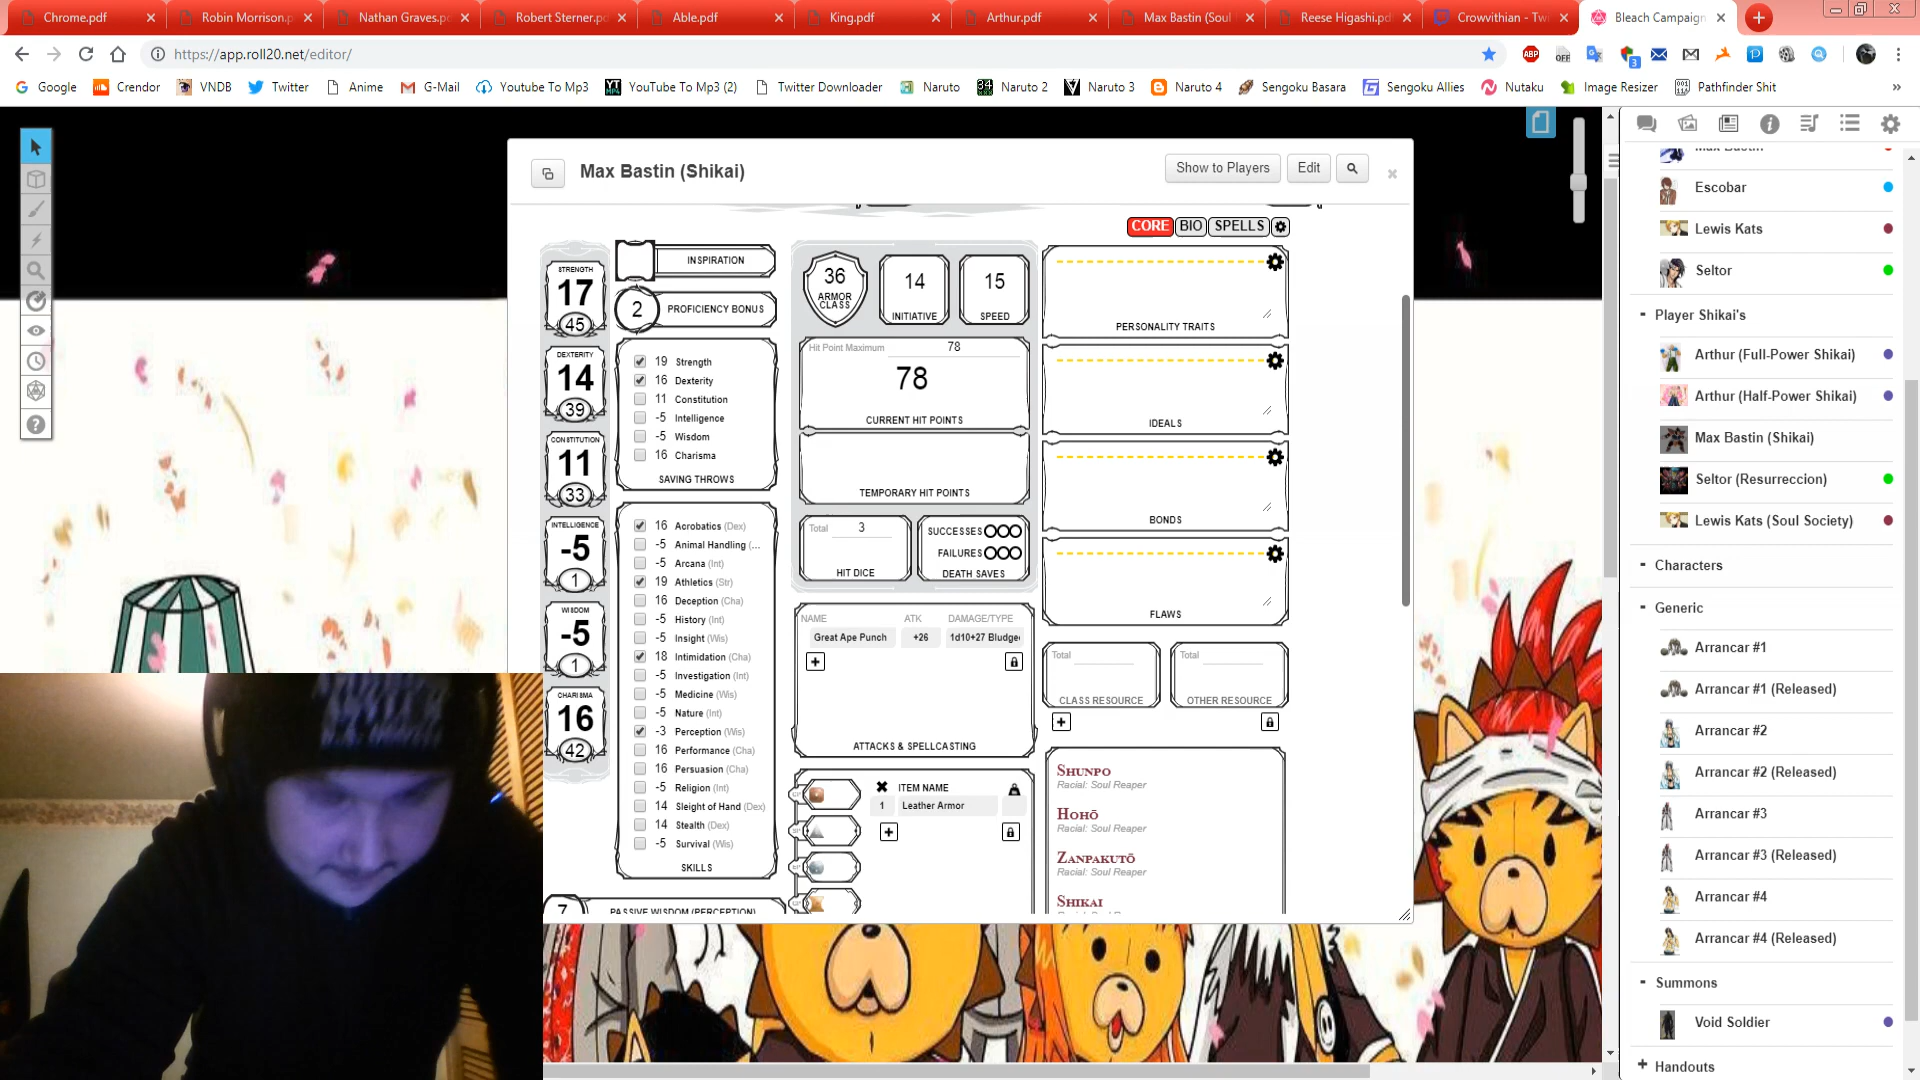 Chrome.pdf
Robin Morrison.p
Nathan Graves.pdf
Robert Sterner.pdf
Able.pdf
King.pdf
Arthur.pdf
Max Bastin (Soul
Reese Higashi.pdf
Crowvithian - Tw
Bleach Campaign
https://app.roll20.net/editor/
Google
Crendor
VNDB
Twitter
Anime
G-Mail
Youtube To Mp3
YouTube To Mp3 (2)
Twitter Downloader
Naruto
Naruto 2
Naruto 3
Naruto 4
Sengoku Basara
Sengoku Allies
Nutaku
Image Resizer
Pathfinder Shit
»
Max Bastin (Shikai)
Show to Players
Edit
CORE
BIO
SPELLS
STRENGTH
17
45
DEXTERITY
14
39
CONSTITUTION
11
33
INTELLIGENCE
-5
1
WISDOM
-5
1
CHARISMA
16
42
INSPIRATION
2 PROFICIENCY BONUS
19 Strength
16 Dexterity
11 Constitution
-5 Intelligence
-5 Wisdom
16 Charisma
SAVING THROWS
16 Acrobatics (Dex)
-5 Animal Handling (...
-5 Arcana (Int)
19 Athletics (Str)
16 Deception (Cha)
-5 History (Int)
-5 Insight (Wis)
18 Intimidation (Cha)
-5 Investigation (Int)
-5 Medicine (Wis)
-5 Nature (Int)
-3 Perception (Wis)
16 Performance (Cha)
16 Persuasion (Cha)
-5 Religion (Int)
14 Sleight of Hand (Dex)
14 Stealth (Dex)
-5 Survival (Wis)
SKILLS
7 PASSIVE WISDOM (PERCEPTION)
36
ARMOR
CLASS
14
INITIATIVE
15
SPEED
Hit Point Maximum 78
78
CURRENT HIT POINTS
TEMPORARY HIT POINTS
Total 3
HIT DICE
SUCCESSES
FAILURES
DEATH SAVES
NAME ATK DAMAGE/TYPE
Great Ape Punch +26 1d10+27 Bludge
ATTACKS & SPELLCASTING
ITEM NAME
1 Leather Armor
PERSONALITY TRAITS
IDEALS
BONDS
FLAWS
Total
CLASS RESOURCE
Total
OTHER RESOURCE
SHUNPO
Racial: Soul Reaper
HOHŌ
Racial: Soul Reaper
ZANPAKUTŌ
Racial: Soul Reaper
SHIKAI
Max Bastin
Escobar
Lewis Kats
Seltor
- Player Shikai's
Arthur (Full-Power Shikai)
Arthur (Half-Power Shikai)
Max Bastin (Shikai)
Seltor (Resurreccion)
Lewis Kats (Soul Society)
- Characters
- Generic
Arrancar #1
Arrancar #1 (Released)
Arrancar #2
Arrancar #2 (Released)
Arrancar #3
Arrancar #3 (Released)
Arrancar #4
Arrancar #4 (Released)
- Summons
Void Soldier
+ Handouts